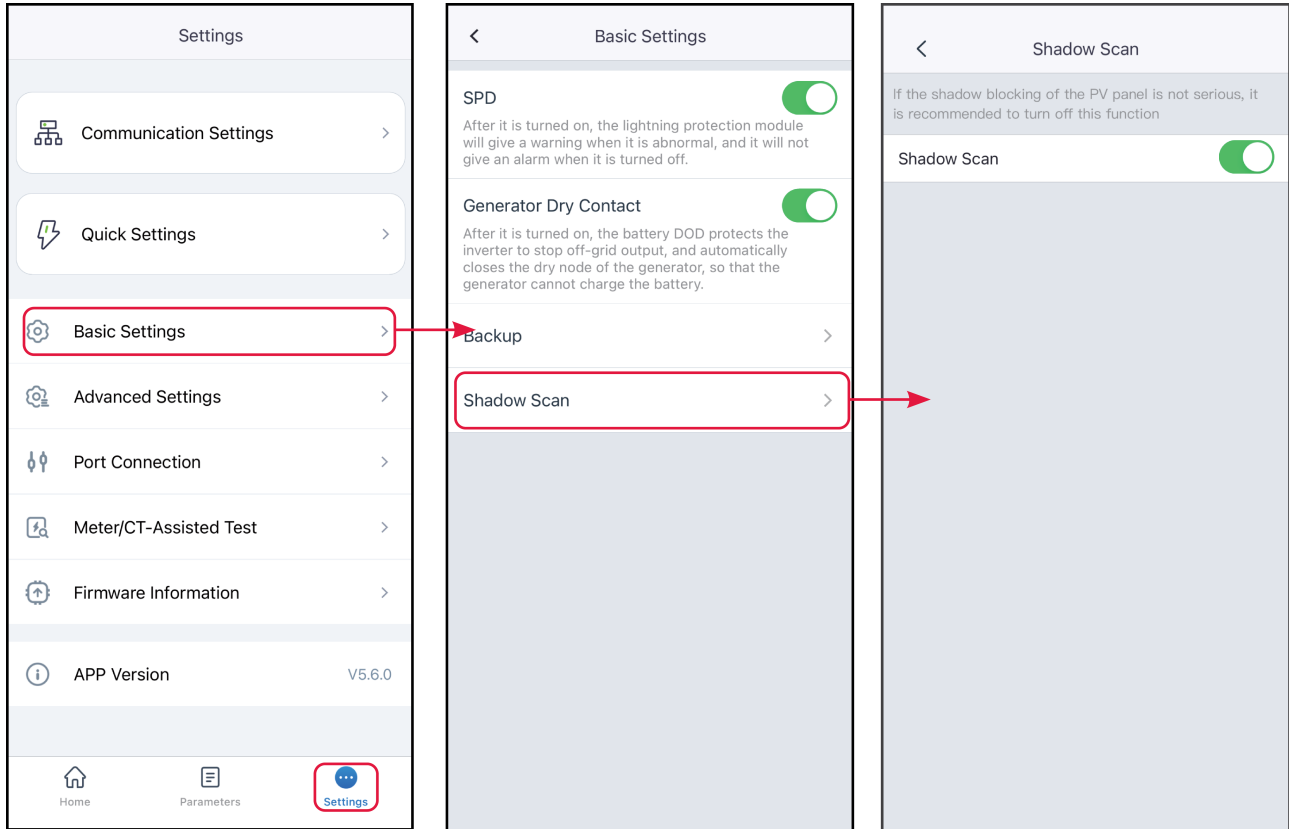 Settings
Communication Settings
Quick Settings
Basic Settings
Advanced Settings
Port Connection
Meter/CT-Assisted Test
Firmware Information
APP Version V5.6.0
Home Parameters Settings
Basic Settings
SPD
After it is turned on, the lightning protection module
will give a warning when it is abnormal, and it will not
give an alarm when it is turned off.
Generator Dry Contact
After it is turned on, the battery DOD protects the
inverter to stop off-grid output, and automatically
closes the dry node of the generator, so that the
generator cannot charge the battery.
Backup
Shadow Scan
Shadow Scan
If the shadow blocking of the PV panel is not serious, it
is recommended to turn off this function
Shadow Scan